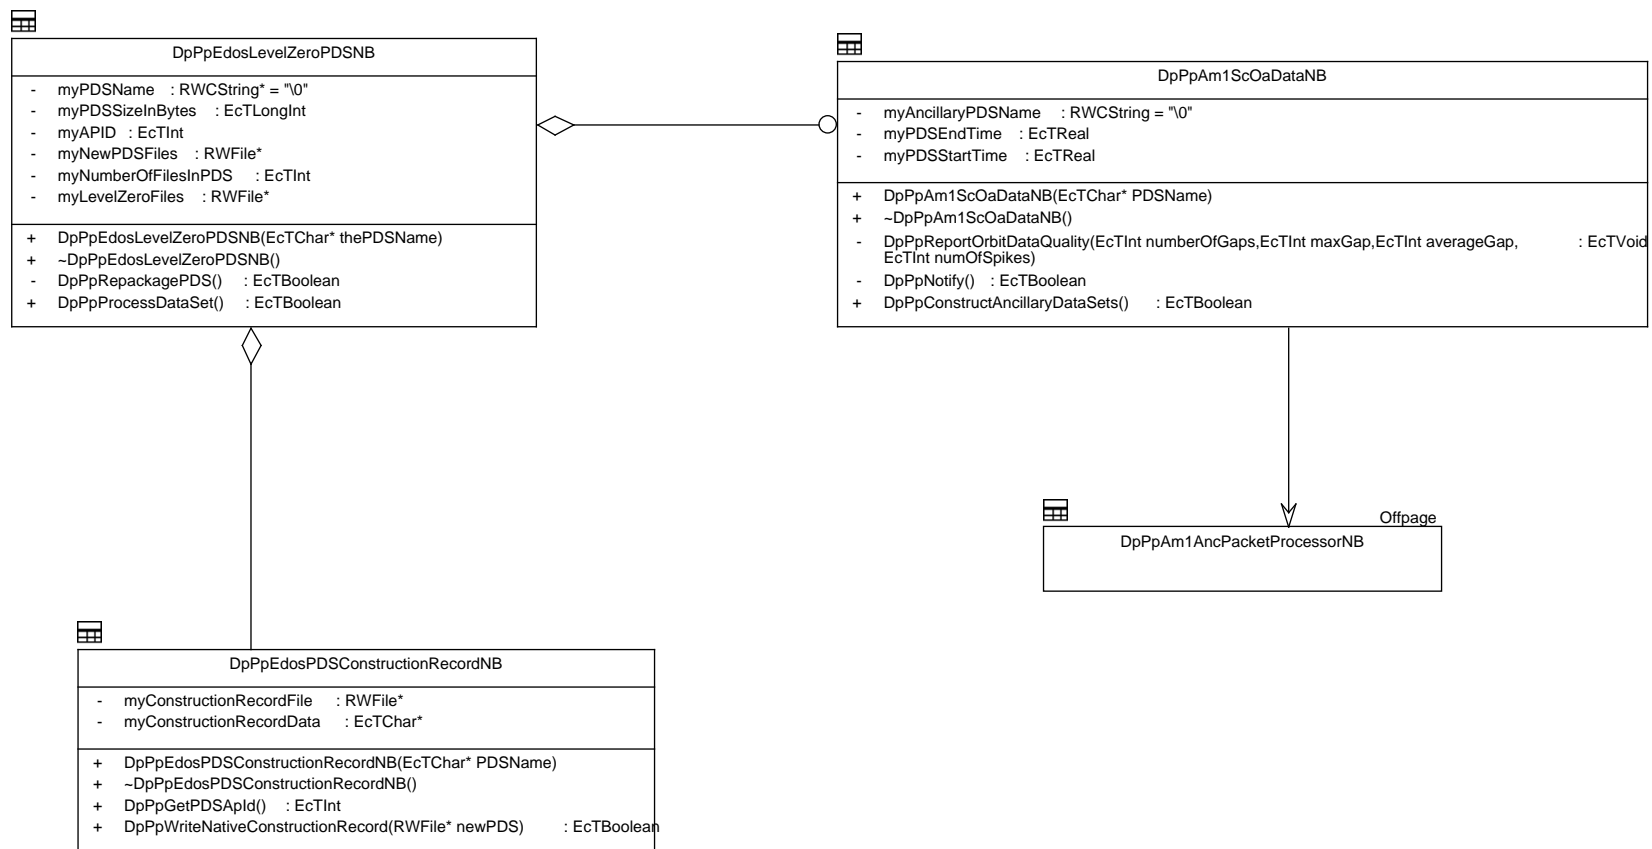 DpPpEdosLevelZeroPDSNB
- myPDSName : RWCString* = "\0"
- myPDSSizeInBytes : EcTLongInt
- myAPID : EcTInt
- myNewPDSFiles : RWFile*
- myNumberOfFilesInPDS : EcTInt
- myLevelZeroFiles : RWFile*
+ DpPpEdosLevelZeroPDSNB(EcTChar* thePDSName)
+ ~DpPpEdosLevelZeroPDSNB()
- DpPpRepackagePDS() : EcTBoolean
+ DpPpProcessDataSet() : EcTBoolean
DpPpAm1ScOaDataNB
- myAncillaryPDSName : RWCString = "\0"
- myPDSEndTime : EcTReal
- myPDSStartTime : EcTReal
+ DpPpAm1ScOaDataNB(EcTChar* PDSName)
+ ~DpPpAm1ScOaDataNB()
- DpPpReportOrbitDataQuality(EcTInt numberOfGaps,EcTInt maxGap,EcTInt averageGap, : EcTVoid
EcTInt numOfSpikes)
- DpPpNotify() : EcTBoolean
+ DpPpConstructAncillaryDataSets() : EcTBoolean
Offpage
DpPpAm1AncPacketProcessorNB
DpPpEdosPDSConstructionRecordNB
- myConstructionRecordFile : RWFile*
- myConstructionRecordData : EcTChar*
+ DpPpEdosPDSConstructionRecordNB(EcTChar* PDSName)
+ ~DpPpEdosPDSConstructionRecordNB()
+ DpPpGetPDSApId() : EcTInt
+ DpPpWriteNativeConstructionRecord(RWFile* newPDS) : EcTBoolean